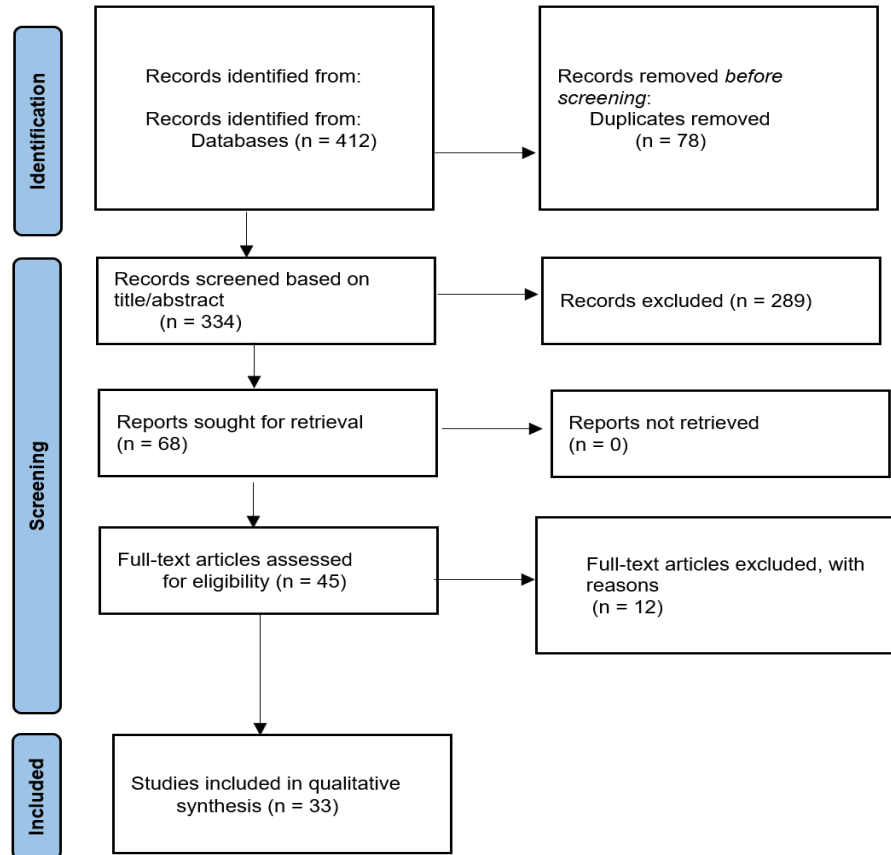 Identification
Records identified from:
Records identified from:
Databases (n = 412)
Records removed before
screening:
Duplicates removed
(n = 78)
Screening
Records screened based on
title/abstract
(n = 334)
Records excluded (n = 289)
Reports sought for retrieval
(n = 68)
Reports not retrieved
(n = 0)
Full-text articles assessed
for eligibility (n = 45)
Full-text articles excluded, with
reasons
(n = 12)
Included
Studies included in qualitative
synthesis (n = 33)